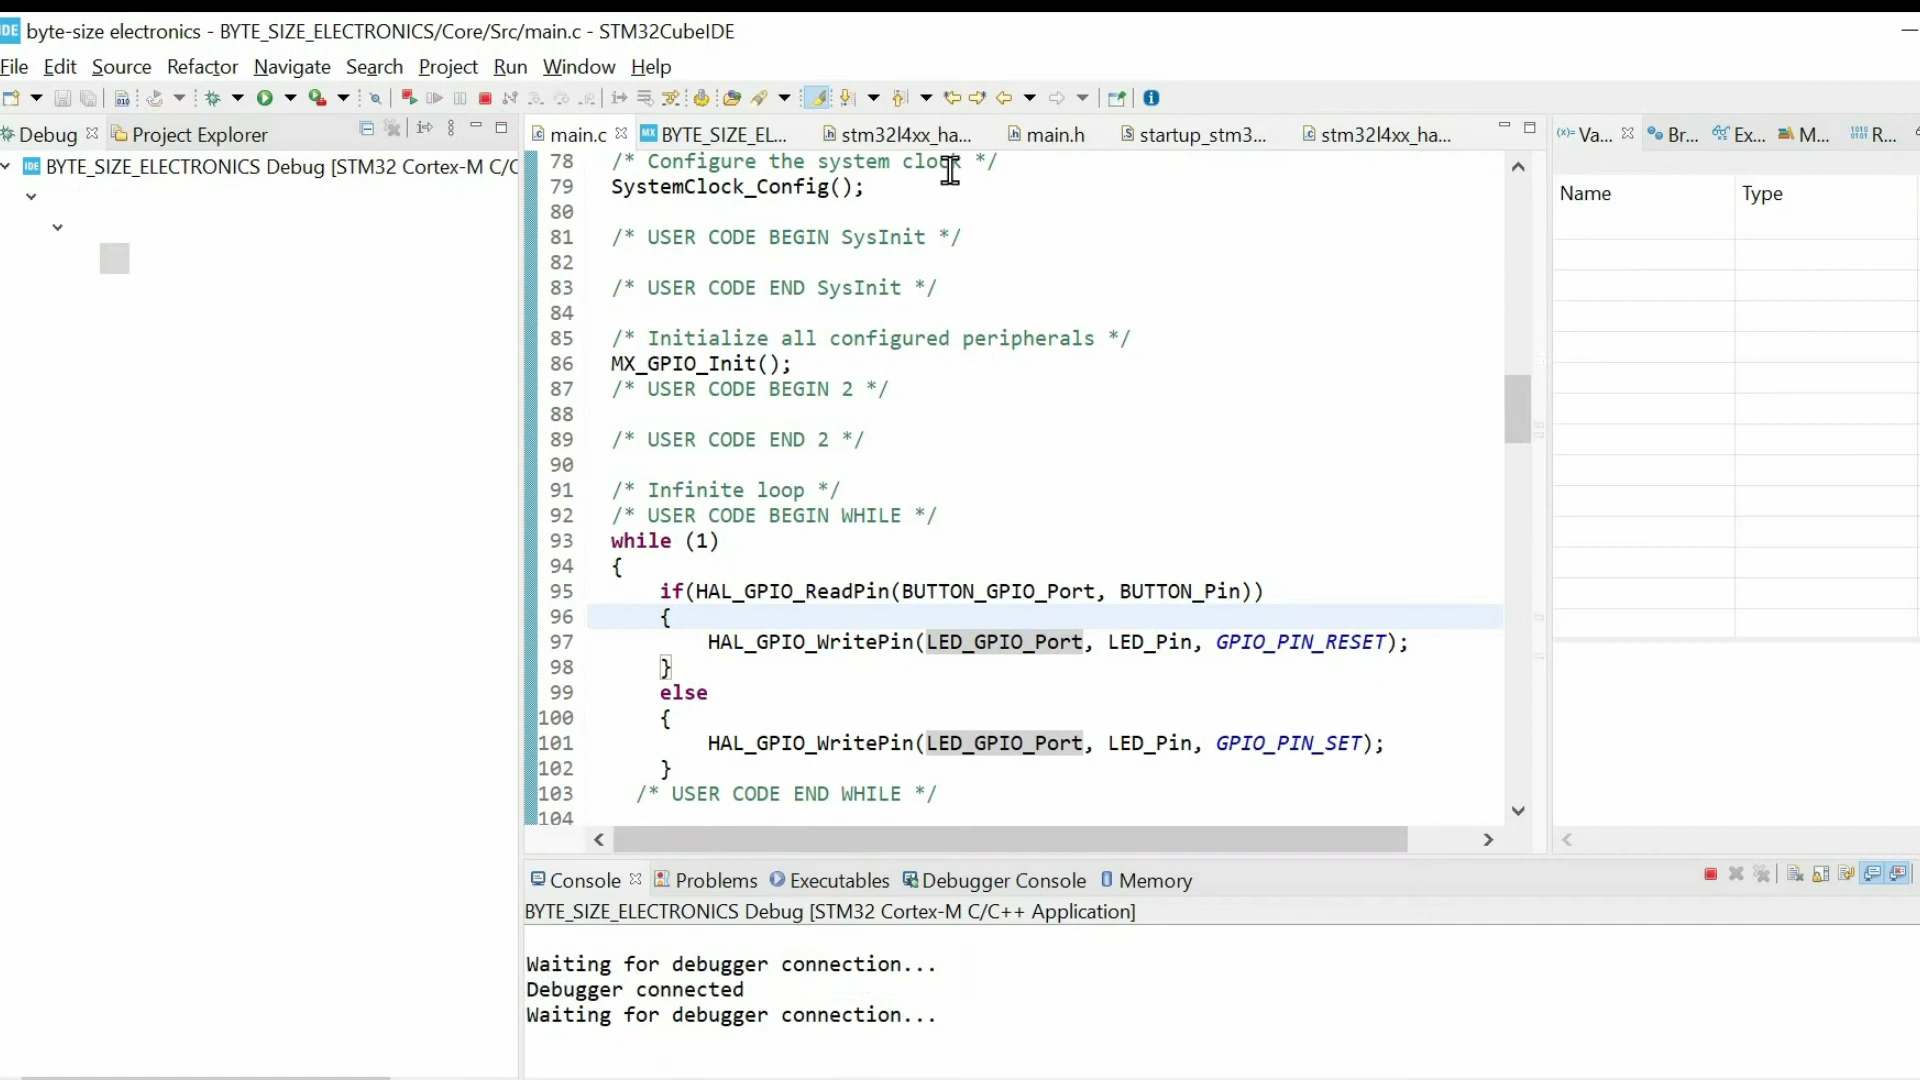 IDE byte-size electronics - BYTE_SIZE_ELECTRONICS/Core/Src/main.c - STM32CubeIDE
File Edit Source Refactor Navigate Search Project Run Window Help
Debug Project Explorer
IDE BYTE_SIZE_ELECTRONICS Debug [STM32 Cortex-M C/C
main.c MX BYTE_SIZE_EL... stm32l4xx_ha... main.h startup_stm3... stm32l4xx_ha...
78 /* Configure the system clock */
79 SystemClock_Config();
80
81 /* USER CODE BEGIN SysInit */
82
83 /* USER CODE END SysInit */
84
85 /* Initialize all configured peripherals */
86 MX_GPIO_Init();
87 /* USER CODE BEGIN 2 */
88
89 /* USER CODE END 2 */
90
91 /* Infinite loop */
92 /* USER CODE BEGIN WHILE */
93 while (1)
94 {
95 if(HAL_GPIO_ReadPin(BUTTON_GPIO_Port, BUTTON_Pin))
96 {
97 HAL_GPIO_WritePin(LED_GPIO_Port, LED_Pin, GPIO_PIN_RESET);
98 }
99 else
100 {
101 HAL_GPIO_WritePin(LED_GPIO_Port, LED_Pin, GPIO_PIN_SET);
102 }
103 /* USER CODE END WHILE */
104
(x)= Va... Br... Ex... M... R...
Name Type
Console Problems Executables Debugger Console Memory
BYTE_SIZE_ELECTRONICS Debug [STM32 Cortex-M C/C++ Application]
Waiting for debugger connection...
Debugger connected
Waiting for debugger connection...